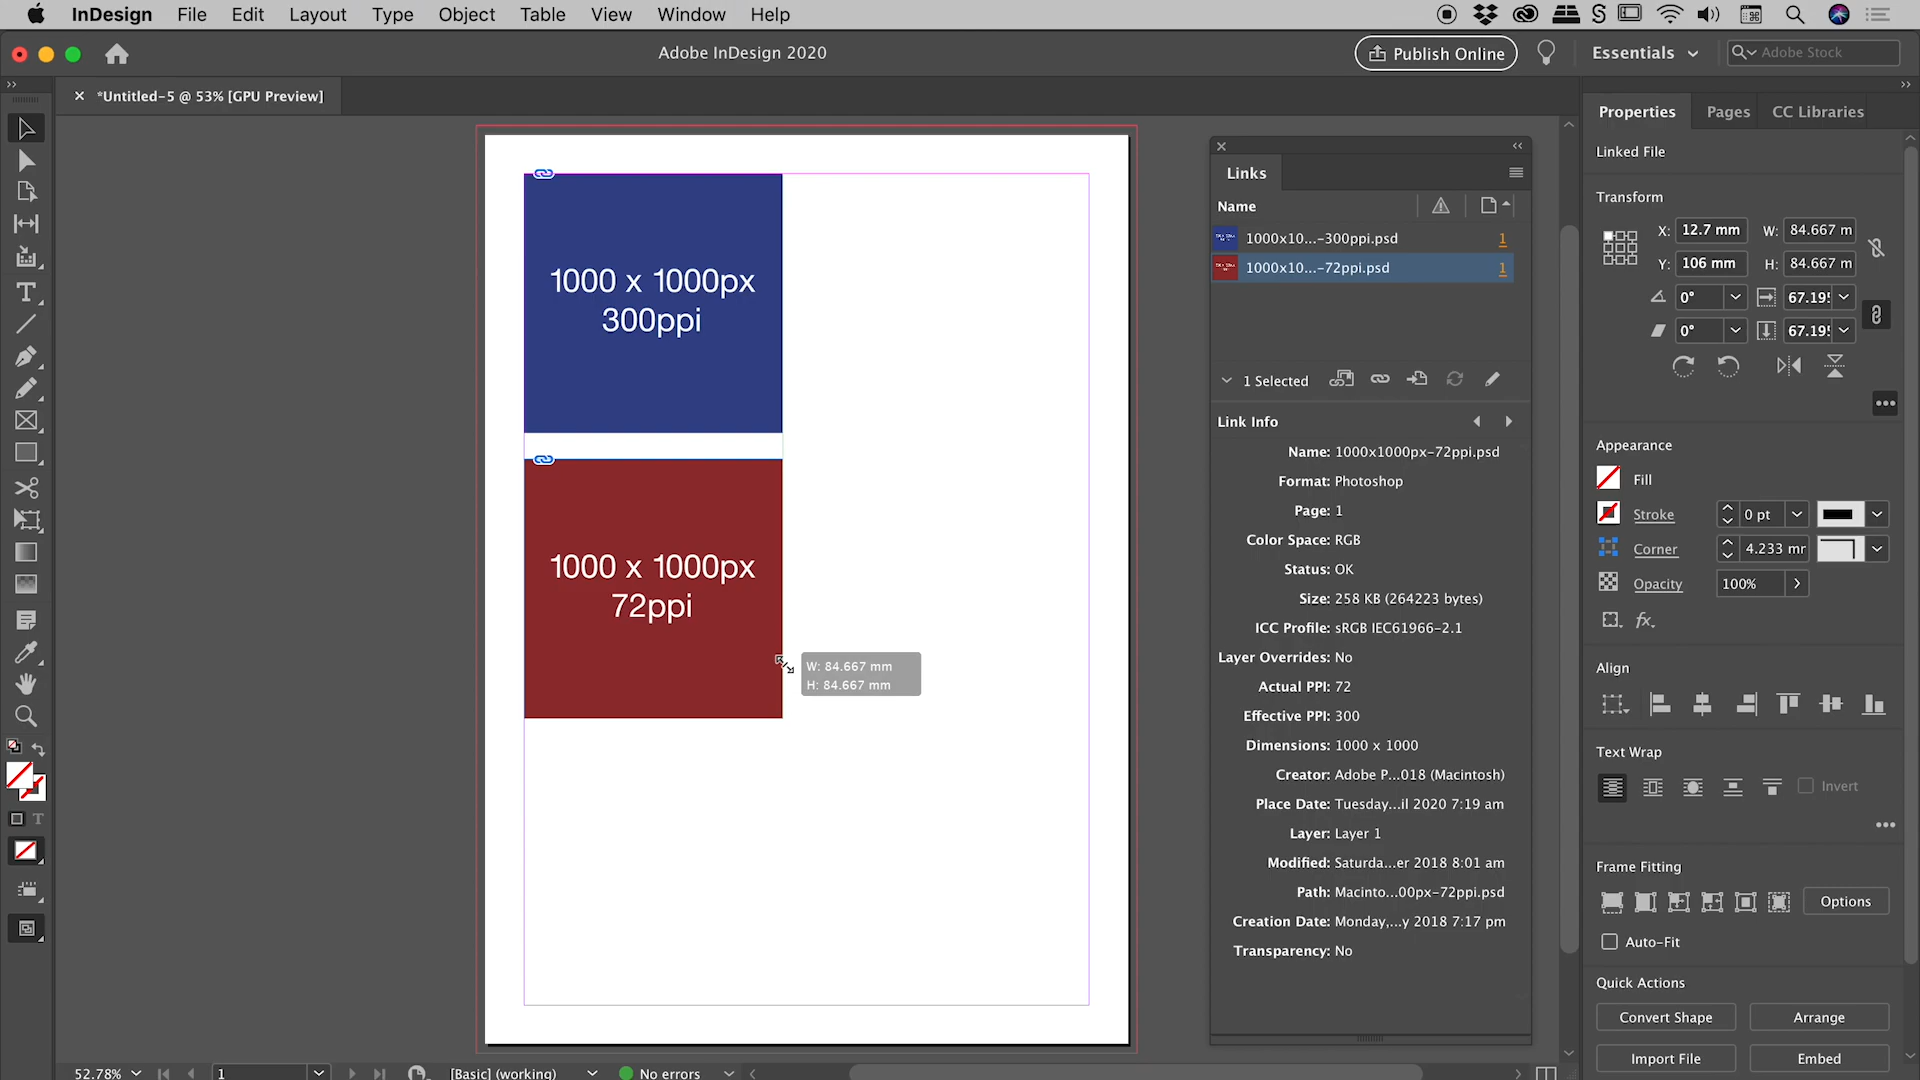 InDesign File Edit Layout Type Object Table View Window Help
Adobe InDesign 2020
Publish Online
Essentials
Adobe Stock
*Untitled-5 @ 53% [GPU Preview]
1000 x 1000px
300ppi
1000 x 1000px
72ppi
W: 84.667 mm
H: 84.667 mm
Links
Name
1000x10...-300ppi.psd 1
1000x10...-72ppi.psd 1
1 Selected
Link Info
Name: 1000x1000px-72ppi.psd
Format: Photoshop
Page: 1
Color Space: RGB
Status: OK
Size: 258 KB (264223 bytes)
ICC Profile: sRGB IEC61966-2.1
Layer Overrides: No
Actual PPI: 72
Effective PPI: 300
Dimensions: 1000 x 1000
Creator: Adobe P...018 (Macintosh)
Place Date: Tuesday...il 2020 7:19 am
Layer: Layer 1
Modified: Saturda...er 2018 8:01 am
Path: Macinto...00px-72ppi.psd
Creation Date: Monday,...y 2018 7:17 pm
Transparency: No
Properties Pages CC Libraries
Linked File
Transform
X: 12.7 mm W: 84.667 m
Y: 106 mm H: 84.667 m
0° 67.19
0° 67.19
Appearance
Fill
Stroke 0 pt
Corner 4.233 mr
Opacity 100%
fx.
Align
Text Wrap
Invert
Frame Fitting
Options
Auto-Fit
Quick Actions
Convert Shape Arrange
Import File Embed
52.78% 1 [Basic] (working) No errors